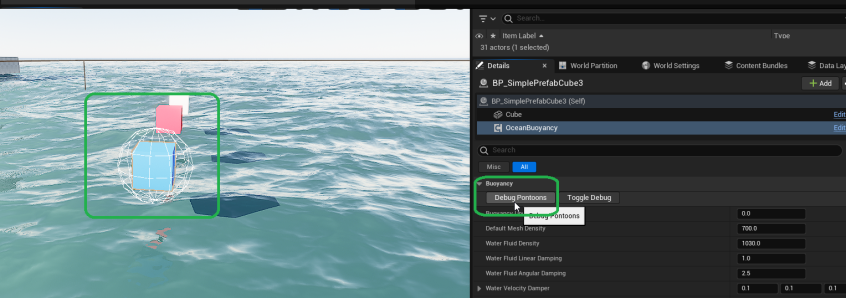 Search...
Item Label
Type
31 actors (1 selected)
Details
World Partition
World Settings
Content Bundles
Data Lay
BP_SimplePrefabCube3
+ Add
BP_SimplePrefabCube3 (Self)
Cube
Edit
OceanBuoyancy
Edit
Search
Misc
All
Buoyancy
Debug Pontoons
Toggle Debug
0.0
Debug Pontoons
Default Mesh Density
700.0
Water Fluid Density
1030.0
Water Fluid Linear Damping
1.0
Water Fluid Angular Damping
2.5
Water Velocity Damper
0.1
0.1
0.1